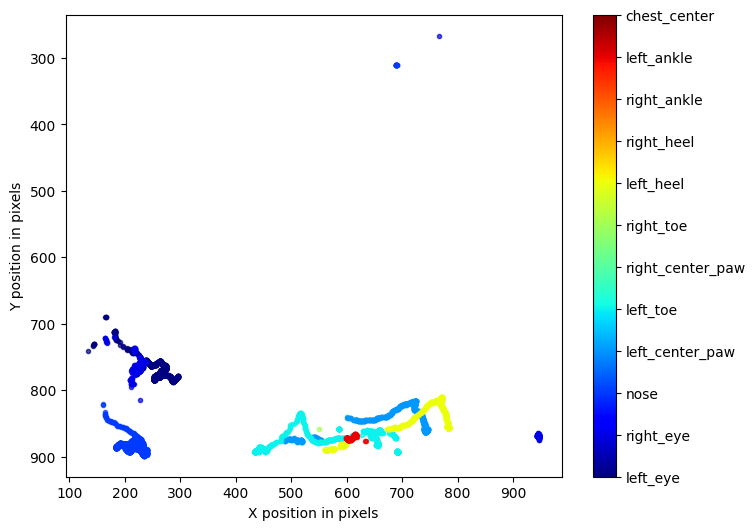 300
400
500
600
700
800
900
Y position in pixels
100 200 300 400 500 600 700 800 900
X position in pixels
chest_center
left_ankle
right_ankle
right_heel
left_heel
right_toe
right_center_paw
left_toe
left_center_paw
nose
right_eye
left_eye